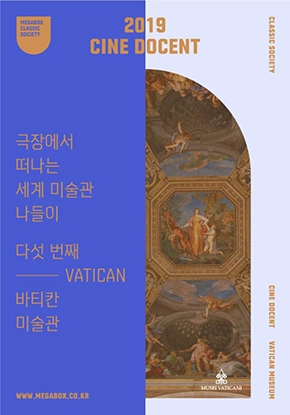 MEGABOX
CLASSIC
SOCIETY
2019
CINE DOCENT
CLASSIC SOCIETY
극장에서
떠나는
세계 미술관
나들이
다섯 번째
VATICAN
바티칸
미술관
CINE DOCENT VATICAN MUSEUM
MUSEI VATICANI
WWW.MEGABOX.CO.KR